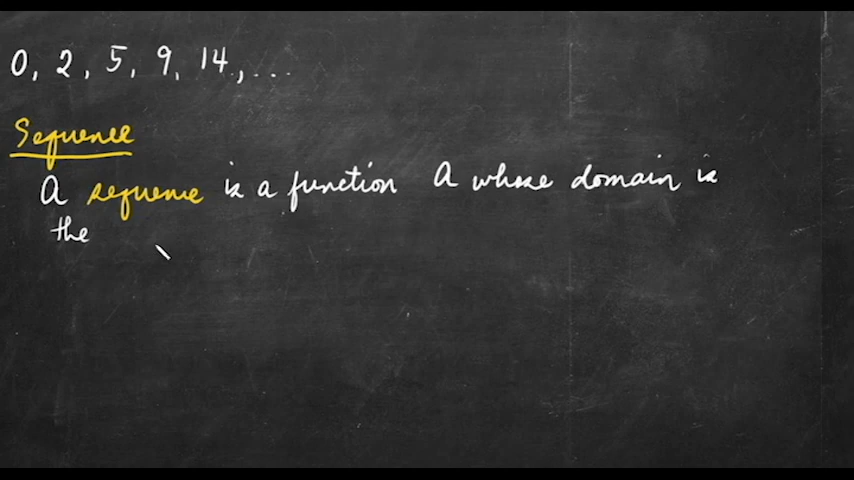 0, 2, 5, 9, 14, ...
Sequence
A sequence is a function a whose domain is
the